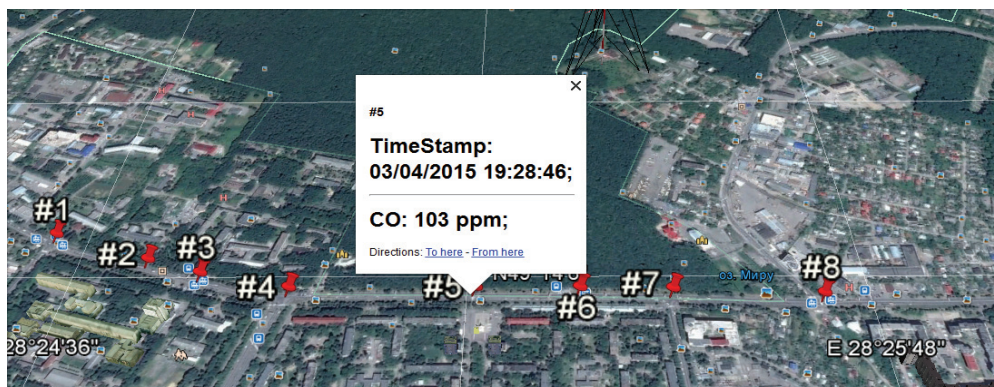 #5
TimeStamp:
03/04/2015 19:28:46;
CO: 103 ppm;
Directions: To here - From here
#1
#2
#3
#4
#5
#6
#7
#8
оз. Миру
28°24'36"
E 28°25'48"